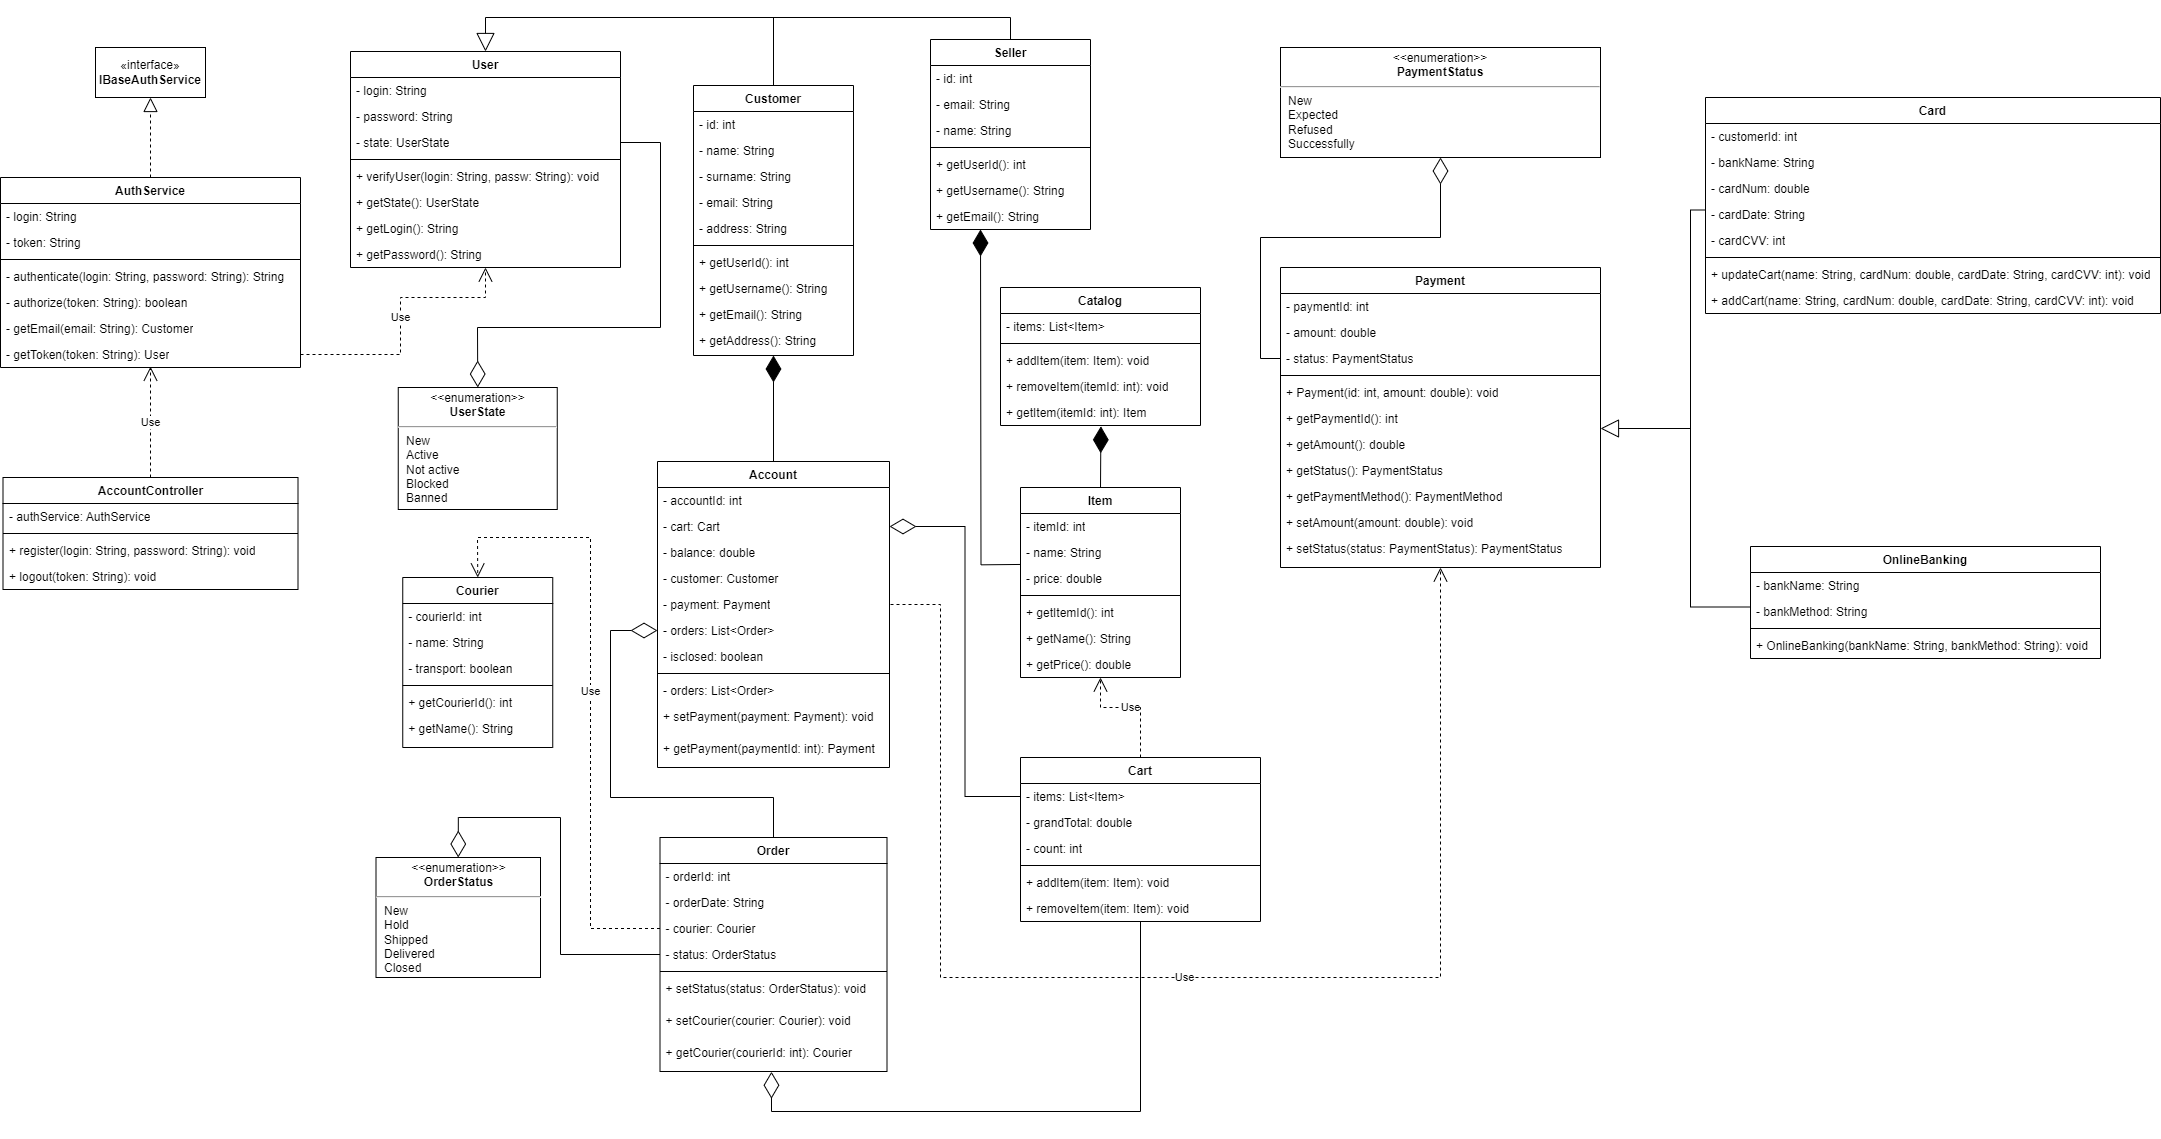 «interface»
IBaseAuthService
AuthService
- login: String
- token: String
- authenticate(login: String, password: String): String
- authorize(token: String): boolean
- getEmail(email: String): Customer
- getToken(token: String): User
Use
AccountController
- authService: AuthService
+ register(login: String, password: String): void
+ logout(token: String): void
User
- login: String
- password: String
- state: UserState
+ verifyUser(login: String, passw: String): void
+ getState(): UserState
+ getLogin(): String
+ getPassword(): String
Use
<<enumeration>>
UserState
New
Active
Not active
Blocked
Banned
Courier
- courierId: int
- name: String
- transport: boolean
+ getCourierId(): int
+ getName(): String
Use
<<enumeration>>
OrderStatus
New
Hold
Shipped
Delivered
Closed
Customer
- id: int
- name: String
- surname: String
- email: String
- address: String
+ getUserId(): int
+ getUsername(): String
+ getEmail(): String
+ getAddress(): String
Account
- accountId: int
- cart: Cart
- balance: double
- customer: Customer
- payment: Payment
- orders: List<Order>
- isclosed: boolean
- orders: List<Order>
+ setPayment(payment: Payment): void
+ getPayment(paymentId: int): Payment
Order
- orderId: int
- orderDate: String
- courier: Courier
- status: OrderStatus
+ setStatus(status: OrderStatus): void
+ setCourier(courier: Courier): void
+ getCourier(courierId: int): Courier
Seller
- id: int
- email: String
- name: String
+ getUserId(): int
+ getUsername(): String
+ getEmail(): String
Catalog
- items: List<Item>
+ addItem(item: Item): void
+ removeItem(itemId: int): void
+ getItem(itemId: int): Item
Item
- itemId: int
- name: String
- price: double
+ getItemId(): int
+ getName(): String
+ getPrice(): double
Use
Cart
- items: List<Item>
- grandTotal: double
- count: int
+ addItem(item: Item): void
+ removeItem(item: Item): void
Use
<<enumeration>>
PaymentStatus
New
Expected
Refused
Successfully
Payment
- paymentId: int
- amount: double
- status: PaymentStatus
+ Payment(id: int, amount: double): void
+ getPaymentId(): int
+ getAmount(): double
+ getStatus(): PaymentStatus
+ getPaymentMethod(): PaymentMethod
+ setAmount(amount: double): void
+ setStatus(status: PaymentStatus): PaymentStatus
Card
- customerId: int
- bankName: String
- cardNum: double
- cardDate: String
- cardCVV: int
+ updateCart(name: String, cardNum: double, cardDate: String, cardCVV: int): void
+ addCart(name: String, cardNum: double, cardDate: String, cardCVV: int): void
OnlineBanking
- bankName: String
- bankMethod: String
+ OnlineBanking(bankName: String, bankMethod: String): void